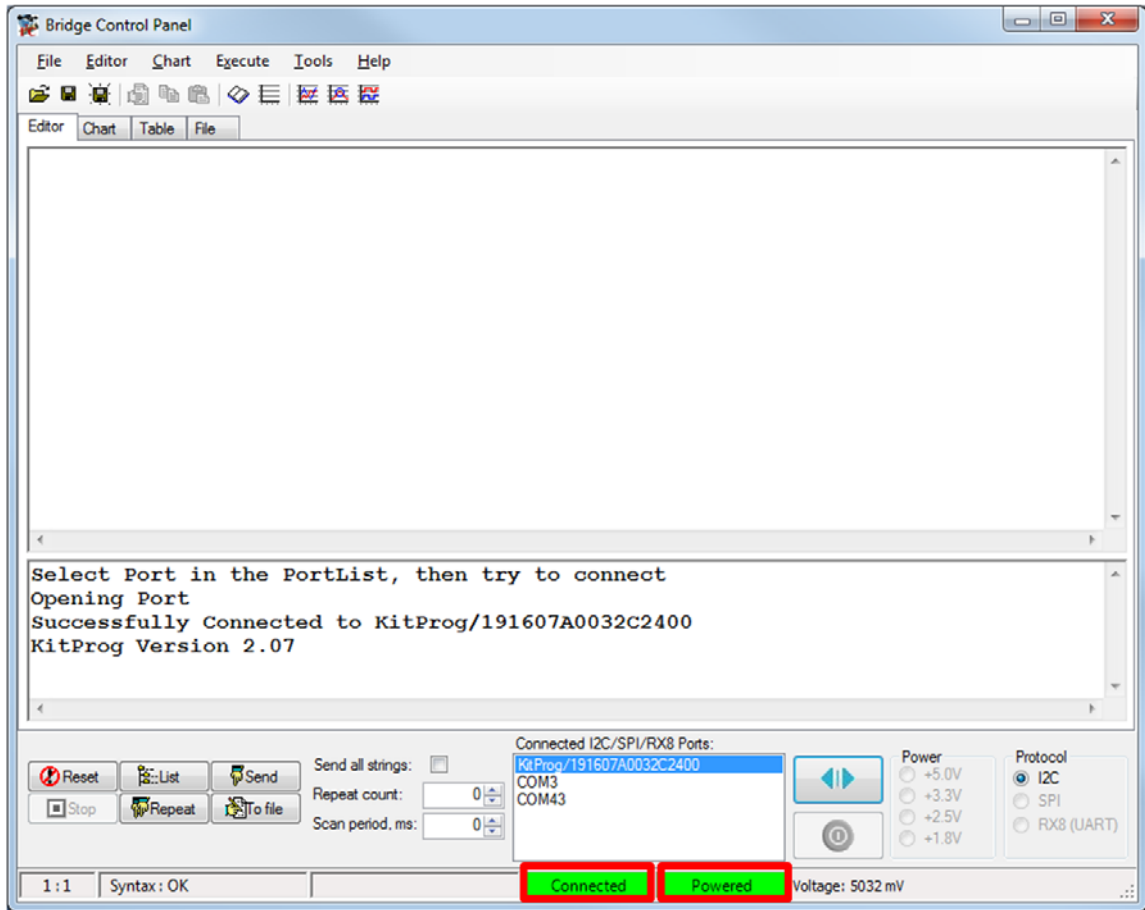 Bridge Control Panel
File Editor Chart Execute Tools Help
Editor Chart Table File
Select Port in the PortList, then try to connect
Opening Port
Successfully Connected to KitProg/191607A0032C2400
KitProg Version 2.07
Connected I2C/SPI/RX8 Ports:
Reset List Send
Stop Repeat To file
Send all strings:
Repeat count: 0
Scan period, ms: 0
KitProg/191607A0032C2400
COM3
COM43
Power
+5.0V
+3.3V
+2.5V
+1.8V
Protocol
I2C
SPI
RX8 (UART)
1:1 Syntax : OK Connected Powered Voltage: 5032 mV